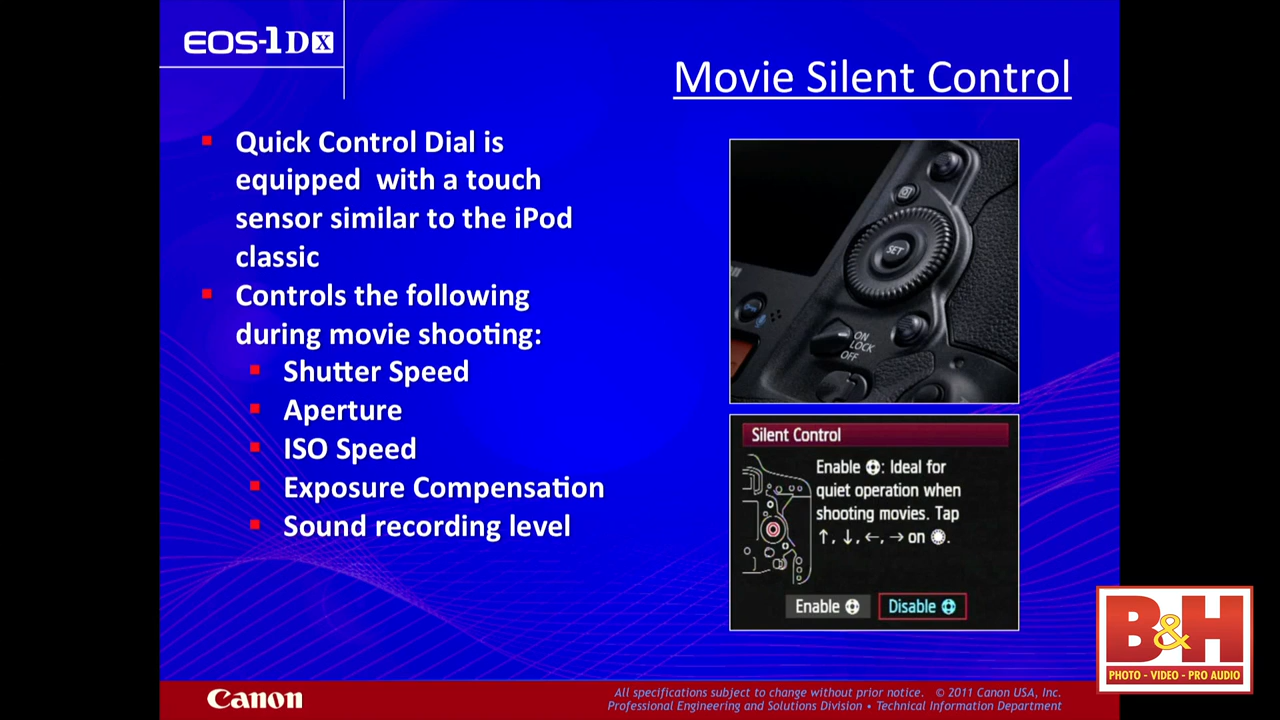 EOS-1DX
Movie Silent Control
Quick Control Dial is
equipped with a touch
sensor similar to the iPod
classic
Controls the following
during movie shooting:
Shutter Speed
Aperture
ISO Speed
Exposure Compensation
Sound recording level
SET
ON
LOCK
OFF
Silent Control
Enable : Ideal for
quiet operation when
shooting movies. Tap
↑, ↓, ←, → on .
Enable
Disable
Canon
All specifications subject to change without prior notice. © 2011 Canon USA, Inc.
Professional Engineering and Solutions Division • Technical Information Department
B&H
PHOTO - VIDEO - PRO AUDIO